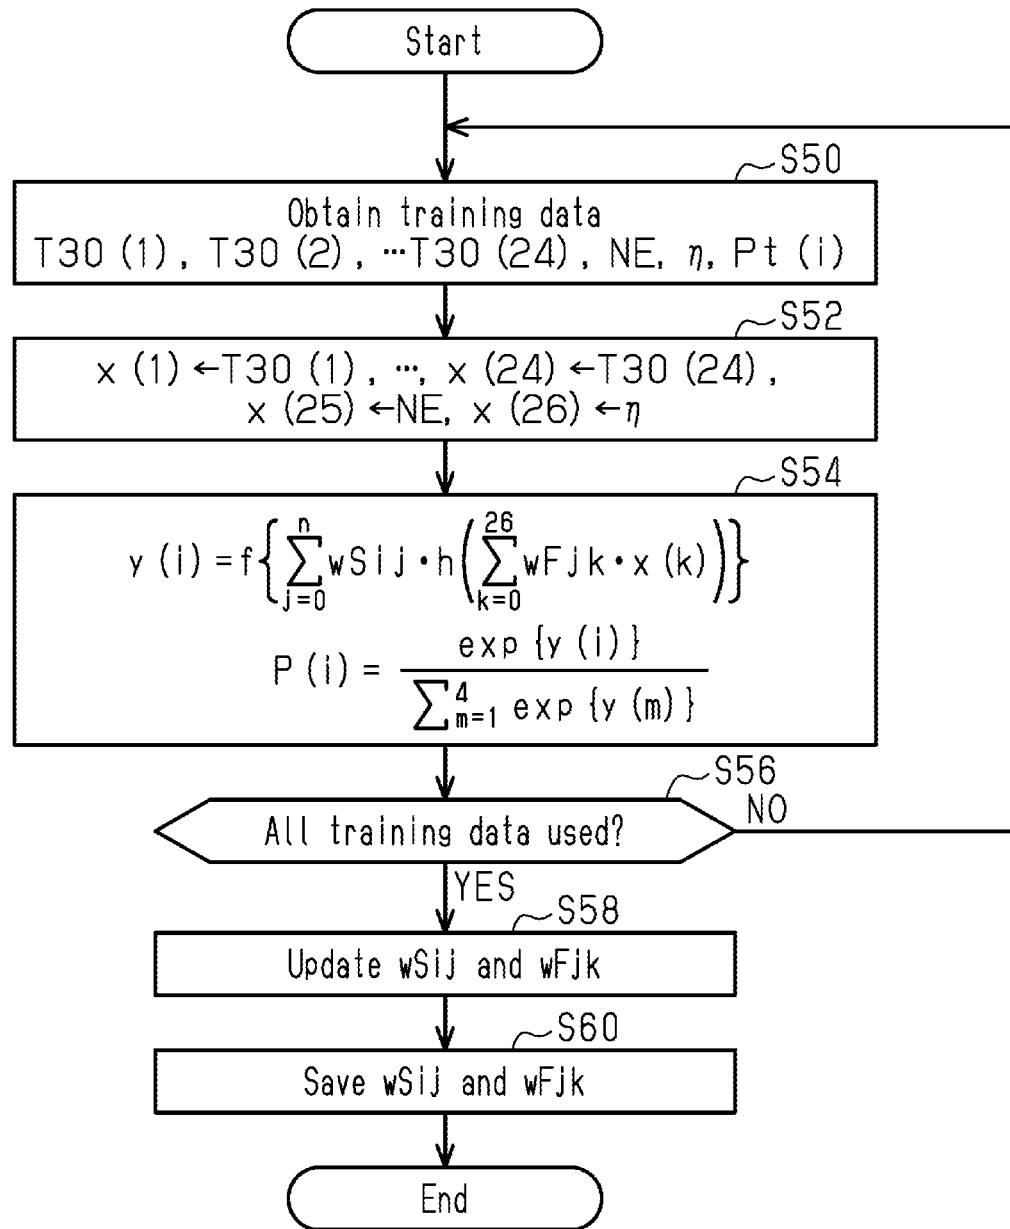 Start
S50
Obtain training data
T30 (1), T30 (2), …T30 (24), NE, η, Pt (i)
S52
x (1) ←T30 (1), …, x (24) ←T30 (24),
x (25) ←NE, x (26) ←η
S54
y (i) = f{∑_{j=0}^{n} wSij・h(∑_{k=0}^{26} wFjk・x (k))}
P (i) = exp {y (i)} / ∑_{m=1}^{4} exp {y (m)}
S56
All training data used?
NO
YES
S58
Update wSij and wFjk
S60
Save wSij and wFjk
End